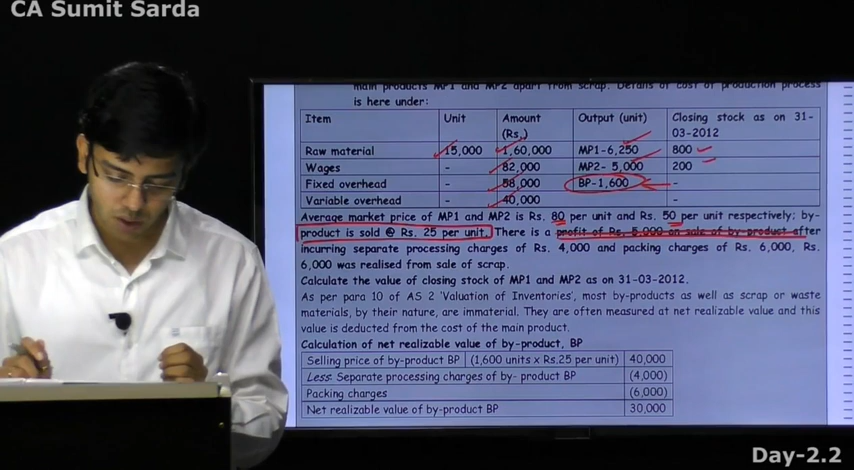 CA Sumit Sarda
main products MP1 and MP2 apart from scrap. Details of cost of production process
is here under:
Item Unit Amount (Rs.) Output (unit) Closing stock as on 31-03-2012
Raw material 15,000 1,60,000 MP1-6,250 800
Wages - 82,000 MP2- 5,000 200
Fixed overhead - 58,000 BP-1,600 -
Variable overhead - 40,000 - -
Average market price of MP1 and MP2 is Rs. 80 per unit and Rs. 50 per unit respectively; by-
product is sold @ Rs. 25 per unit. There is a profit of Rs. 5,000 on sale of by-product after
incurring separate processing charges of Rs. 4,000 and packing charges of Rs. 6,000, Rs.
6,000 was realised from sale of scrap.
Calculate the value of closing stock of MP1 and MP2 as on 31-03-2012.
As per para 10 of AS 2 'Valuation of Inventories', most by-products as well as scrap or waste
materials, by their nature, are immaterial. They are often measured at net realizable value and this
value is deducted from the cost of the main product.
Calculation of net realizable value of by-product, BP
Selling price of by-product BP (1,600 units x Rs.25 per unit) 40,000
Less: Separate processing charges of by- product BP (4,000)
Packing charges (6,000)
Net realizable value of by-product BP 30,000
Day-2.2